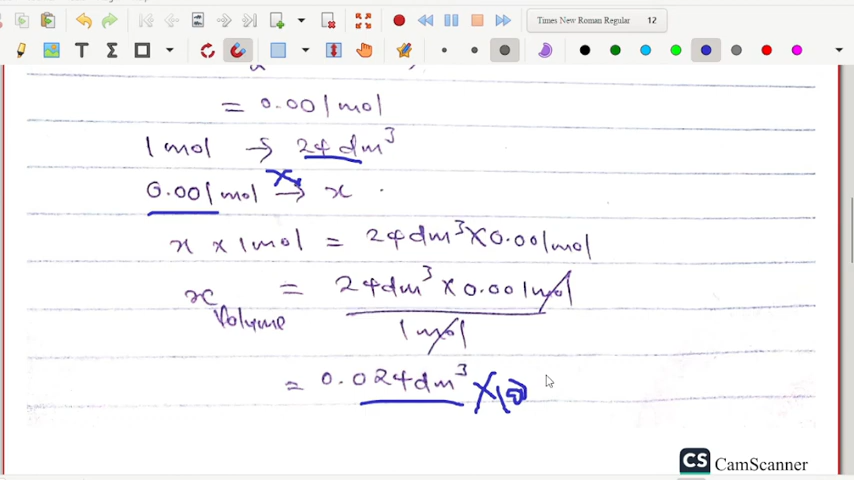 Times New Roman Regular 12
= 0.001 mol
1 mol → 24 dm³
0.001 mol → x
x × 1 mol = 24 dm³ × 0.001 mol
x = 24 dm³ × 0.001 mol
Volume
1 mol
= 0.024 dm³ ×
CS CamScanner